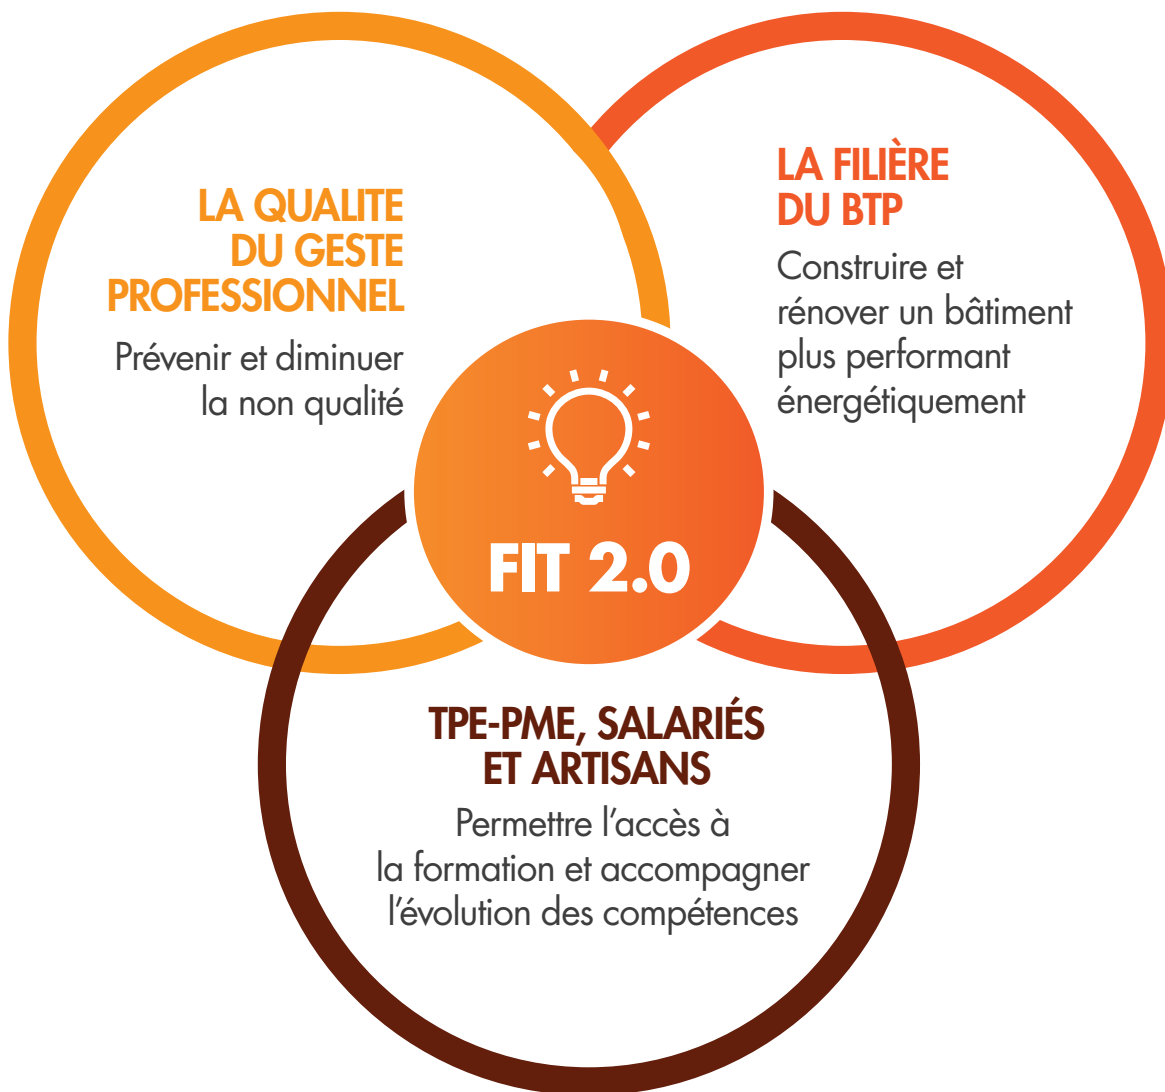 LA QUALITE
DU GESTE
PROFESSIONNEL
Prévenir et diminuer
la non qualité
LA FILIÈRE
DU BTP
Construire et
rénover un bâtiment
plus performant
énergétiquement
FIT 2.0
TPE-PME, SALARIÉS
ET ARTISANS
Permettre l’accès à
la formation et accompagner
l’évolution des compétences